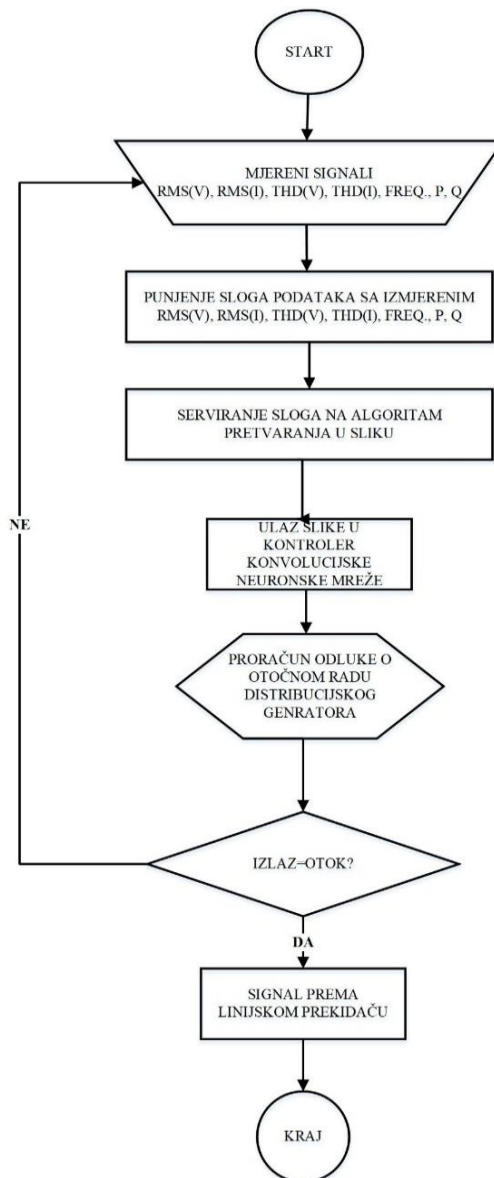 START
MJERENI SIGNALI
RMS(V), RMS(I), THD(V), THD(I), FREQ., P, Q
PUNJENJE SLOGA PODATAKA SA IZMJERENIM
RMS(V), RMS(I), THD(V), THD(I), FREQ., P, Q
SERVIRANJE SLOGA NA ALGORITAM
PRETVARANJA U SLIKU
ULAZ SLIKE U
KONTROLER
KONVOLUCIJSKE
NEURONSKE MREŽE
PRORAČUN ODLUKE O
OTOČNOM RADU
DISTRIBUCIJSKOG
GENRATORA
IZLAZ=OTOK?
NE
DA
SIGNAL PREMA
LINIJSKOM PREKIDAČU
KRAJ